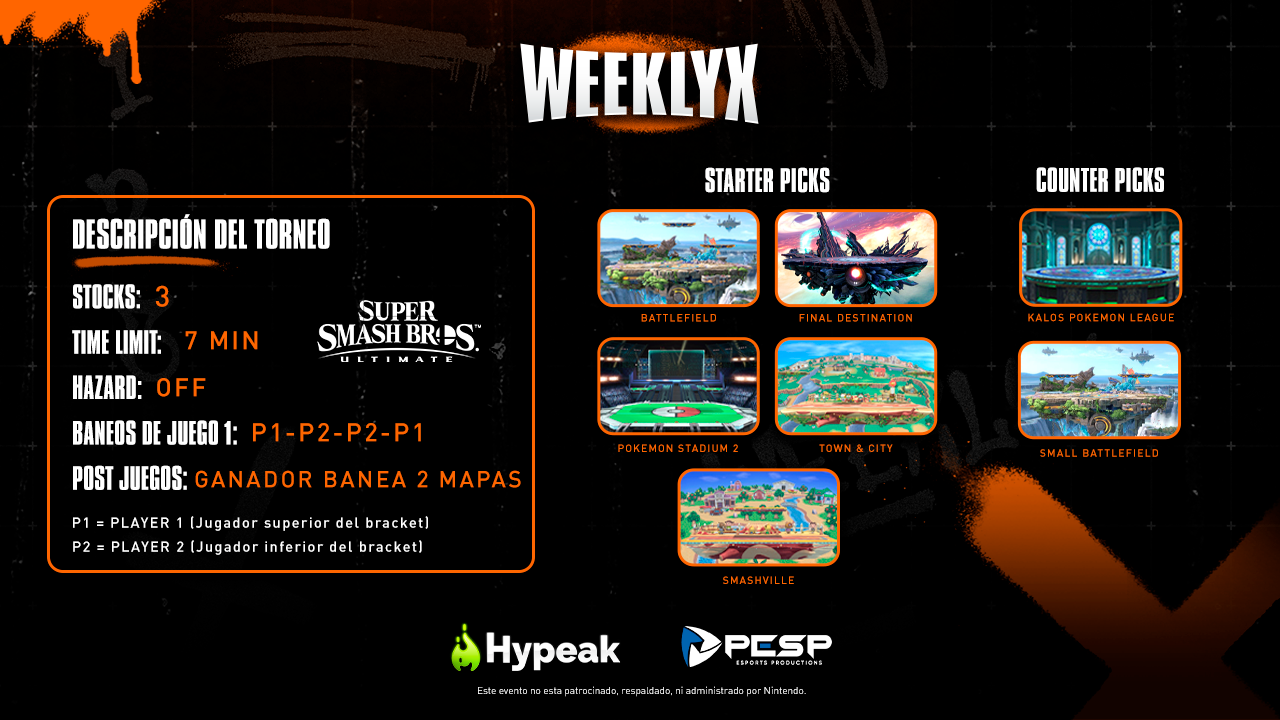 WEEKLYX
DESCRIPCIÓN DEL TORNEO
STOCKS: 3
TIME LIMIT: 7 MIN
HAZARD: OFF
BANEOS DE JUEGO 1: P1-P2-P2-P1
POST JUEGOS: GANADOR BANEA 2 MAPAS
P1 = PLAYER 1 (Jugador superior del bracket)
P2 = PLAYER 2 (Jugador inferior del bracket)
SUPER
SMASH BROS.™
ULTIMATE
STARTER PICKS
BATTLEFIELD
FINAL DESTINATION
POKEMON STADIUM 2
TOWN & CITY
SMASHVILLE
COUNTER PICKS
KALOS POKEMON LEAGUE
SMALL BATTLEFIELD
Hypeak
PESP
ESPORTS PRODUCTIONS
Este evento no esta patrocinado, respaldado, ni administrado por Nintendo.